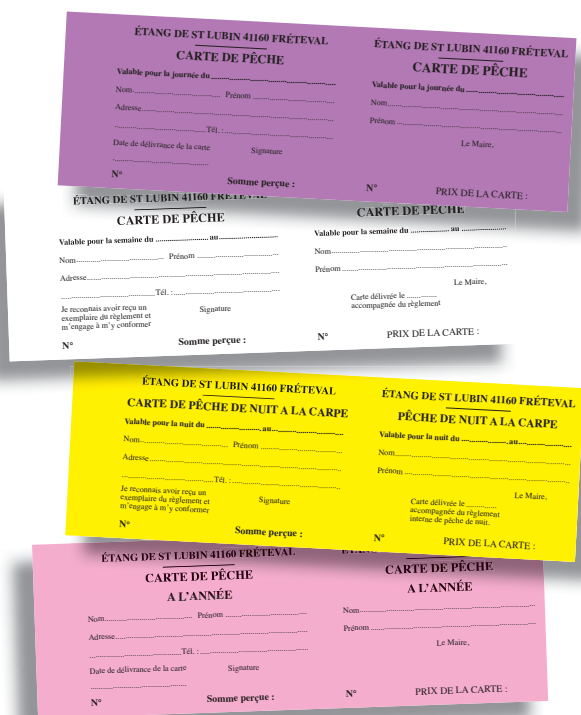 ÉTANG DE ST LUBIN 41160 FRÉTEVAL
CARTE DE PÊCHE
Valable pour la journée du
Nom Prénom
Adresse
Tél. :
Date de délivrance de la carte Signature
N° Somme perçue :
ÉTANG DE ST LUBIN 41160 FRÉTEVAL
CARTE DE PÊCHE
Valable pour la journée du
Nom
Prénom
Le Maire,
N° PRIX DE LA CARTE :
ÉTANG DE ST LUBIN 41160
CARTE DE PÊCHE
Valable pour la semaine du au
Nom Prénom
Adresse
Tél. :
Je reconnais avoir reçu un Signature
exemplaire du règlement et
m'engage à m'y conformer
N° Somme perçue :
CARTE DE PÊCHE
Valable pour la semaine du au
Nom
Prénom
Le Maire,
Carte délivrée le
accompagnée du règlement
N° PRIX DE LA CARTE :
ÉTANG DE ST LUBIN 41160 FRÉTEVAL
CARTE DE PÊCHE DE NUIT A LA CARPE
Valable pour la nuit du au
Nom Prénom
Adresse
Tél. :
Je reconnais avoir reçu un Signature
exemplaire du règlement et
m'engage à m'y conformer
N° Somme perçue :
ÉTANG DE ST LUBIN 41160 FRÉTEVAL
PÊCHE DE NUIT A LA CARPE
Valable pour la nuit du au
Nom
Prénom
Le Maire,
Carte délivrée le
accompagnée du règlement
interne de pêche de nuit.
N° PRIX DE LA CARTE :
ÉTANG DE ST LUBIN 41160 FRÉTEVAL
CARTE DE PÊCHE
A L'ANNÉE
Nom Prénom
Adresse
Tél. :
Date de délivrance de la carte Signature
N° Somme perçue :
CARTE DE PÊCHE
A L'ANNÉE
Nom
Prénom
Le Maire,
N° PRIX DE LA CARTE :